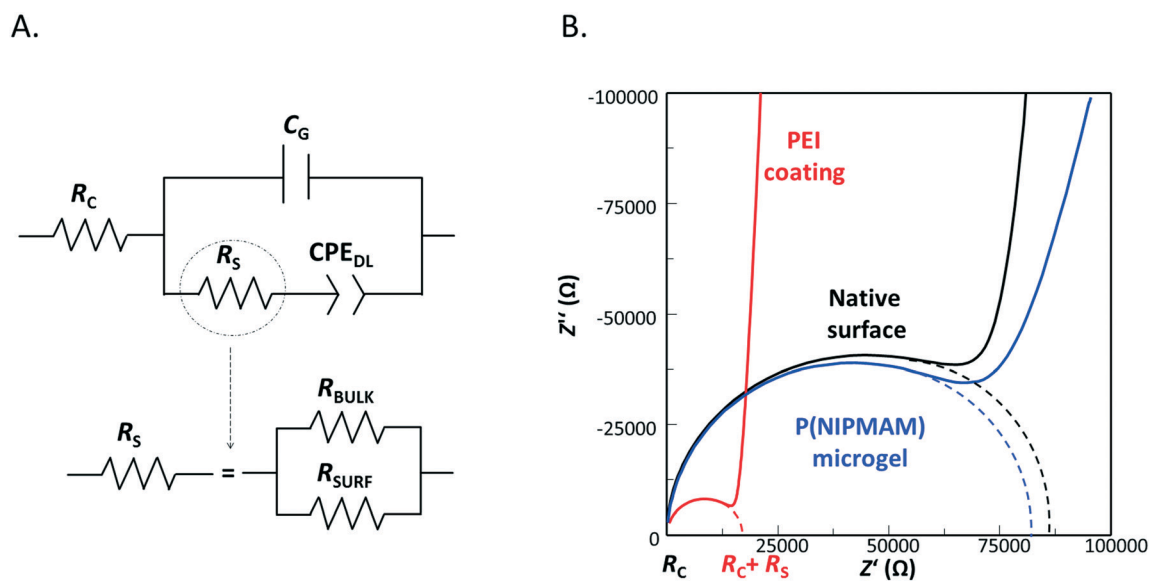 A.
C_G
R_C
R_S
CPE_DL
R_BULK
R_S
=
R_SURF
B.
-100000
-75000
-50000
-25000
0
Z'' (Ω)
PEI
coating
Native
surface
P(NIPMAM)
microgel
25000
50000
75000
100000
R_C
R_C + R_S
Z' (Ω)